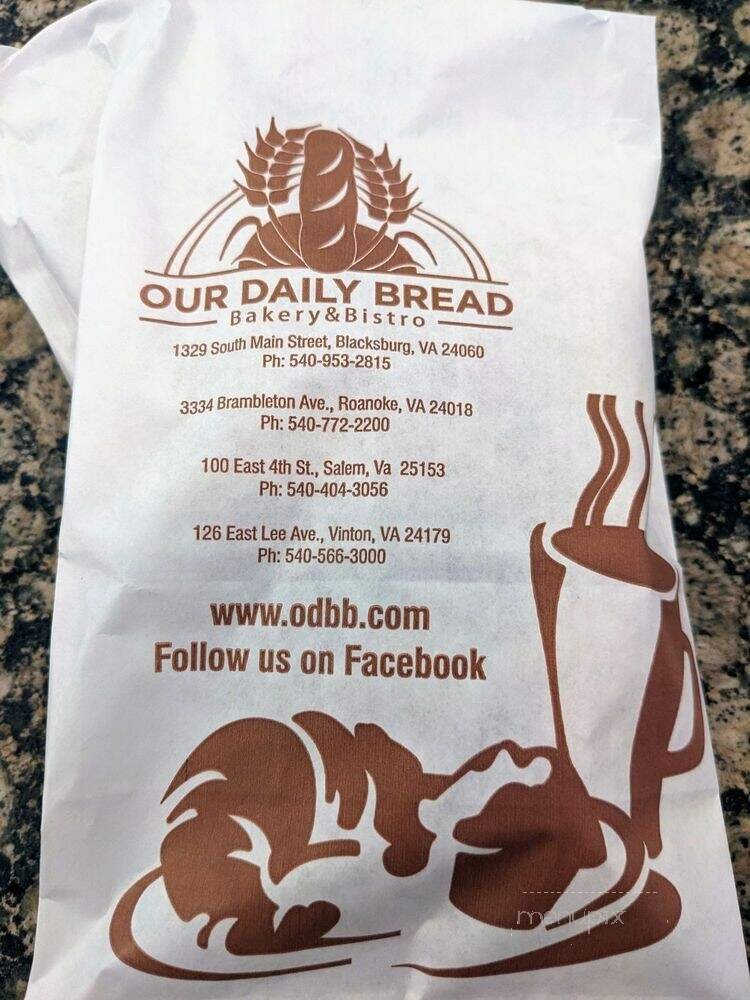 OUR DAILY BREAD
Bakery&Bistro
1329 South Main Street, Blacksburg, VA 24060
Ph: 540-953-2815
3334 Brambleton Ave., Roanoke, VA 24018
Ph: 540-772-2200
100 East 4th St., Salem, Va 25153
Ph: 540-404-3056
126 East Lee Ave., Vinton, VA 24179
Ph: 540-566-3000
www.odbb.com
Follow us on Facebook
menupix